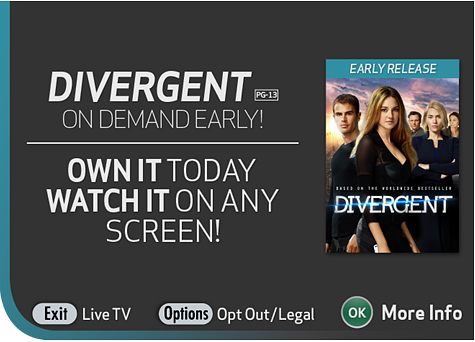 DIVERGENT PG-13
ON DEMAND EARLY!
OWN IT TODAY
WATCH IT ON ANY
SCREEN!
EARLY RELEASE
BASED ON THE WORLDWIDE BESTSELLER
DIVERGENT
Exit Live TV
Options Opt Out/Legal
OK More Info